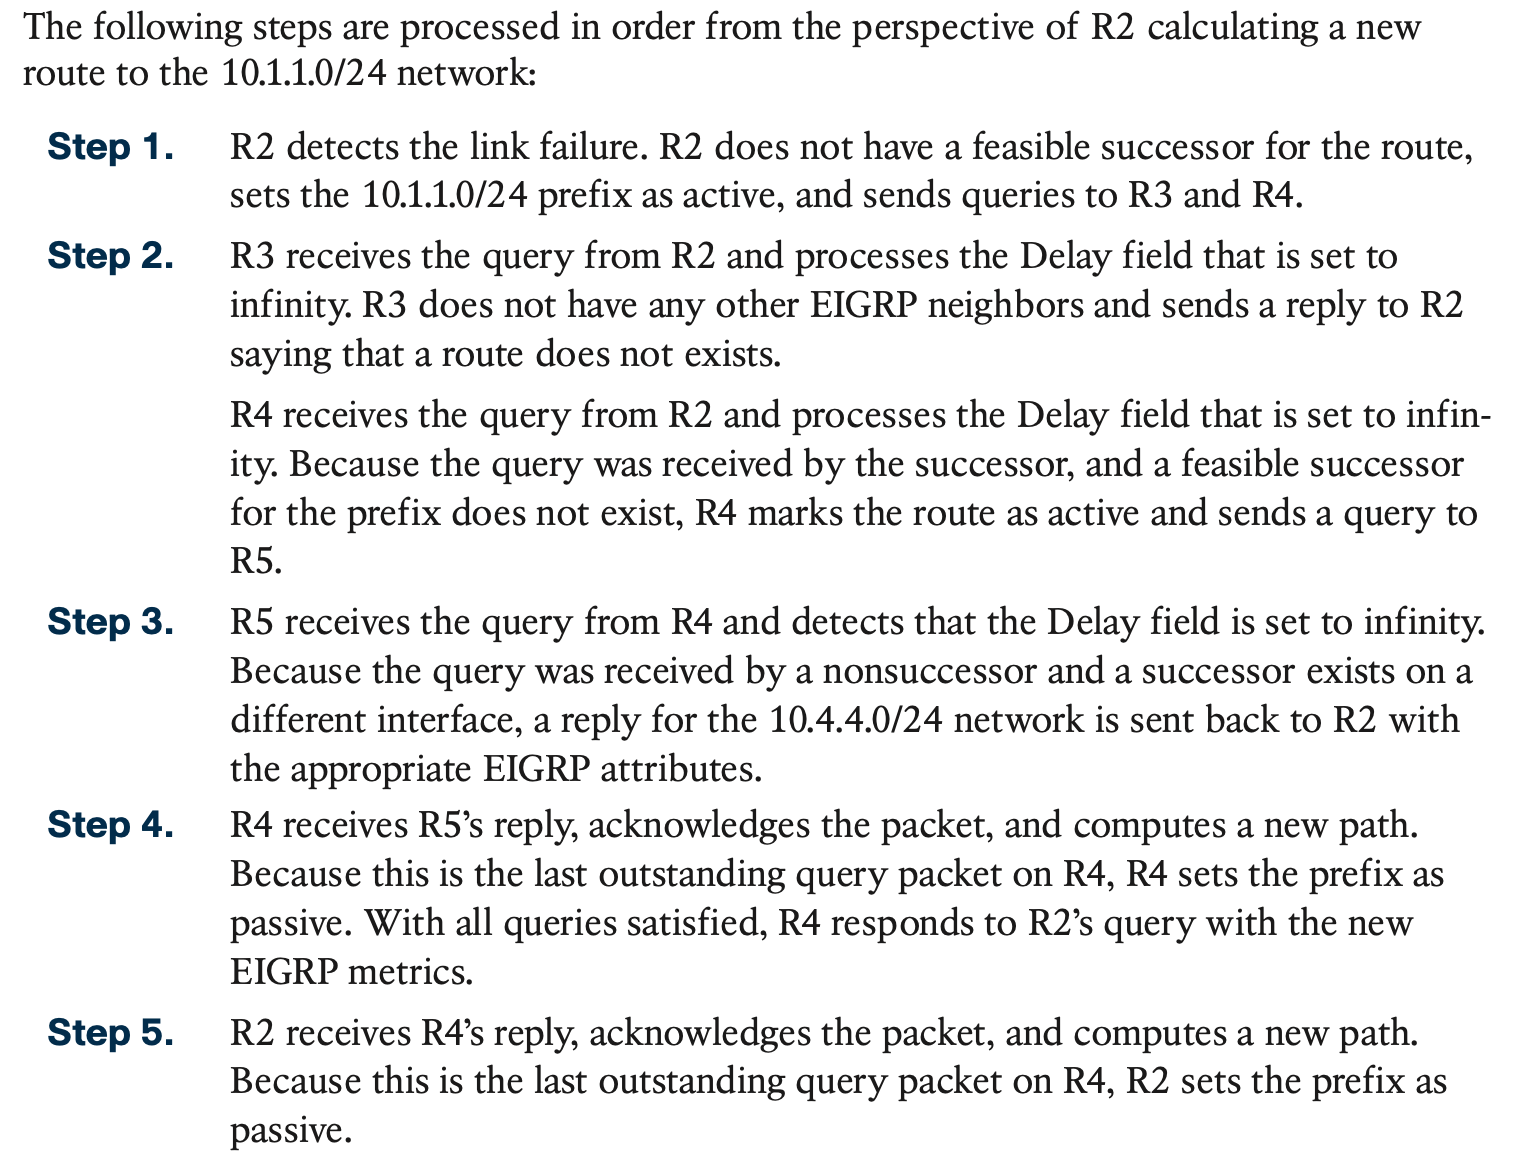 The following steps are processed in order from the perspective of R2 calculating a new
route to the 10.1.1.0/24 network:
Step 1. R2 detects the link failure. R2 does not have a feasible successor for the route,
sets the 10.1.1.0/24 prefix as active, and sends queries to R3 and R4.
Step 2. R3 receives the query from R2 and processes the Delay field that is set to
infinity. R3 does not have any other EIGRP neighbors and sends a reply to R2
saying that a route does not exists.
R4 receives the query from R2 and processes the Delay field that is set to infin-
ity. Because the query was received by the successor, and a feasible successor
for the prefix does not exist, R4 marks the route as active and sends a query to
R5.
Step 3. R5 receives the query from R4 and detects that the Delay field is set to infinity.
Because the query was received by a nonsuccessor and a successor exists on a
different interface, a reply for the 10.4.4.0/24 network is sent back to R2 with
the appropriate EIGRP attributes.
Step 4. R4 receives R5’s reply, acknowledges the packet, and computes a new path.
Because this is the last outstanding query packet on R4, R4 sets the prefix as
passive. With all queries satisfied, R4 responds to R2’s query with the new
EIGRP metrics.
Step 5. R2 receives R4’s reply, acknowledges the packet, and computes a new path.
Because this is the last outstanding query packet on R4, R2 sets the prefix as
passive.